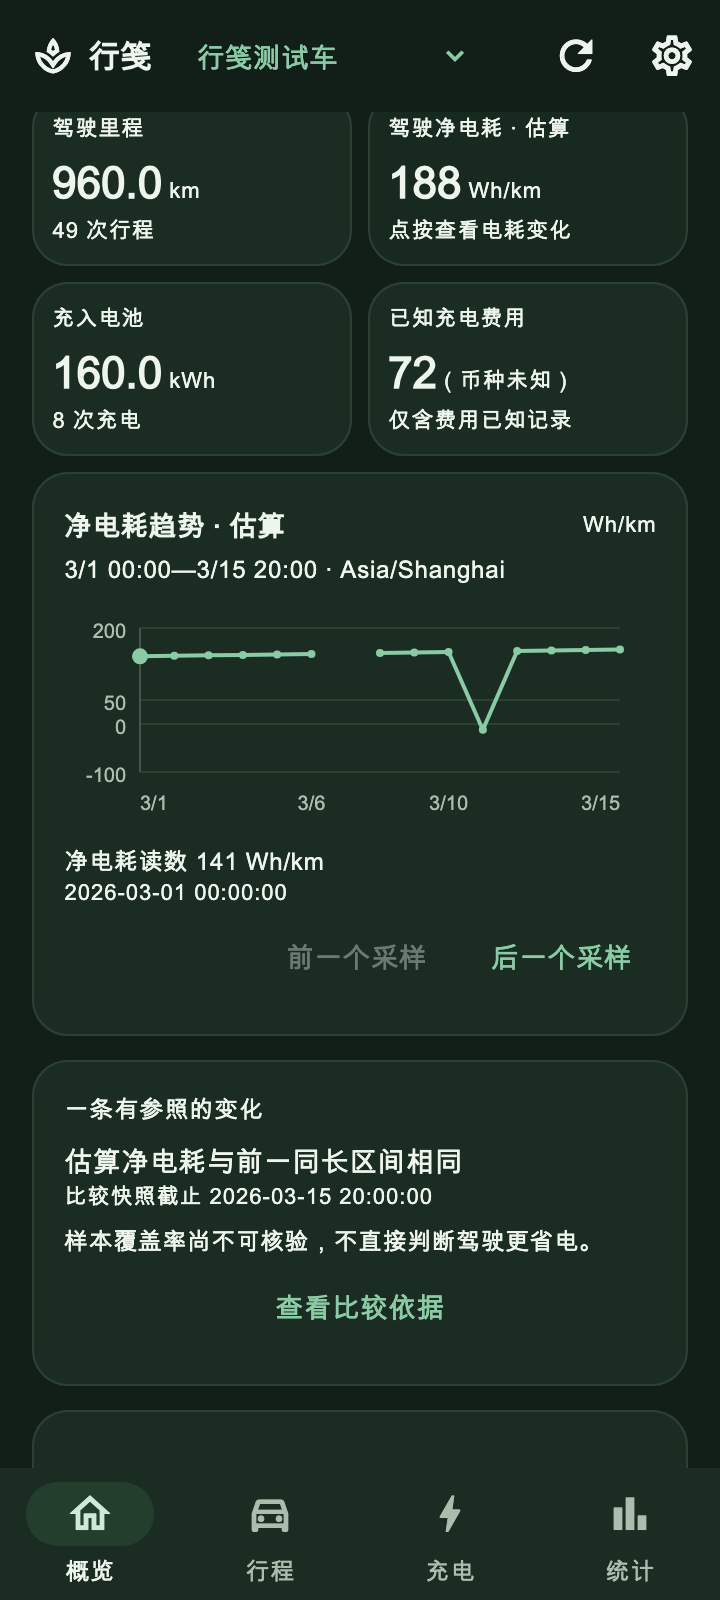 行笺 行笺测试车
驾驶里程
960.0 km
49 次行程
驾驶净电耗 · 估算
188 Wh/km
点按查看电耗变化
充入电池
160.0 kWh
8 次充电
已知充电费用
72 ( 币种未知 )
仅含费用已知记录
净电耗趋势 · 估算 Wh/km
3/1 00:00—3/15 20:00 · Asia/Shanghai
200
50
0
-100
3/1 3/6 3/10 3/15
净电耗读数 141 Wh/km
2026-03-01 00:00:00
前一个采样 后一个采样
一条有参照的变化
估算净电耗与前一同长区间相同
比较快照截止 2026-03-15 20:00:00
样本覆盖率尚不可核验，不直接判断驾驶更省电。
查看比较依据
概览 行程 充电 统计